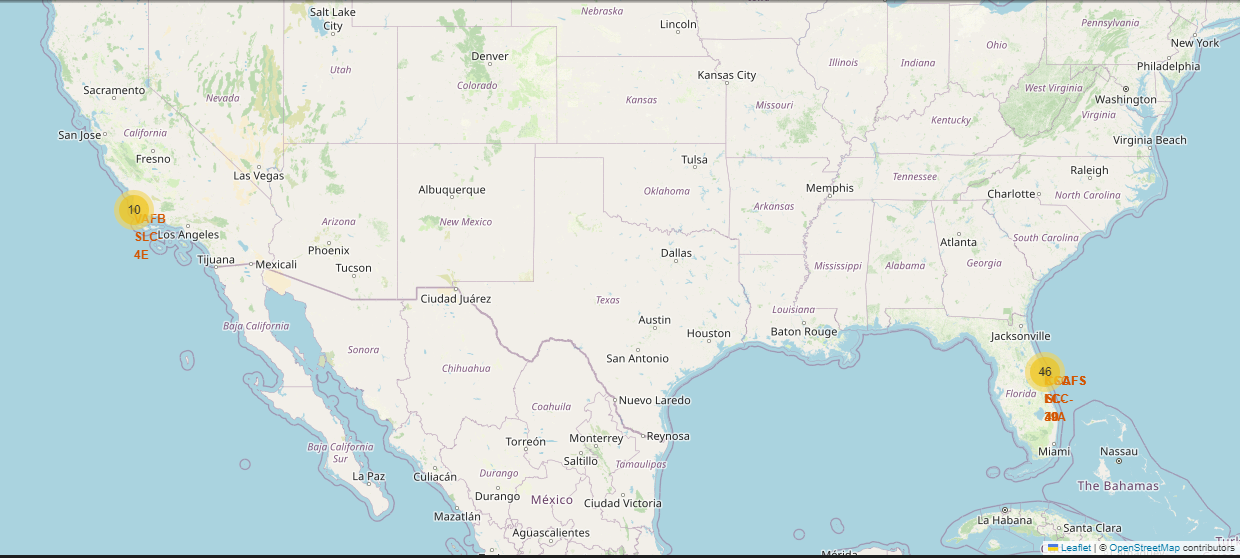 Salt Lake
City
Nebraska
Lincoln
Pennsylvania
New York
Denver
Utah
Colorado
Kansas City
Kansas
Illinois
Indiana
Ohio
Philadelphia
West Virginia
Washington
Sacramento
Nevada
Missouri
Virginia
San Jose
California
Kentucky
Virginia Beach
Fresno
Las Vegas
Tulsa
Tennessee
Raleigh
Albuquerque
Oklahoma
Memphis
Charlotte
North Carolina
10
VAFB
SLC-
4E
Los Angeles
Arizona
New Mexico
Arkansas
Phoenix
Dallas
Atlanta
South Carolina
Tijuana
Mexicali
Tucson
Mississippi
Alabama
Georgia
Ciudad Juárez
Texas
Louisiana
Baja California
Austin
Houston
Baton Rouge
Jacksonville
Sonora
San Antonio
Chihuahua
46
Florida
Coahuila
Nuevo Laredo
Torreón
Monterrey
Reynosa
Baja California
Sur
Saltillo
Tamaulipas
Miami
Nassau
La Paz
Culiacán
Durango
Durango
México
Ciudad Victoria
The Bahamas
Mazatlán
Aguascalientes
La Habana
Santa Clara
Mérida
Leaflet | © OpenStreetMap contributors